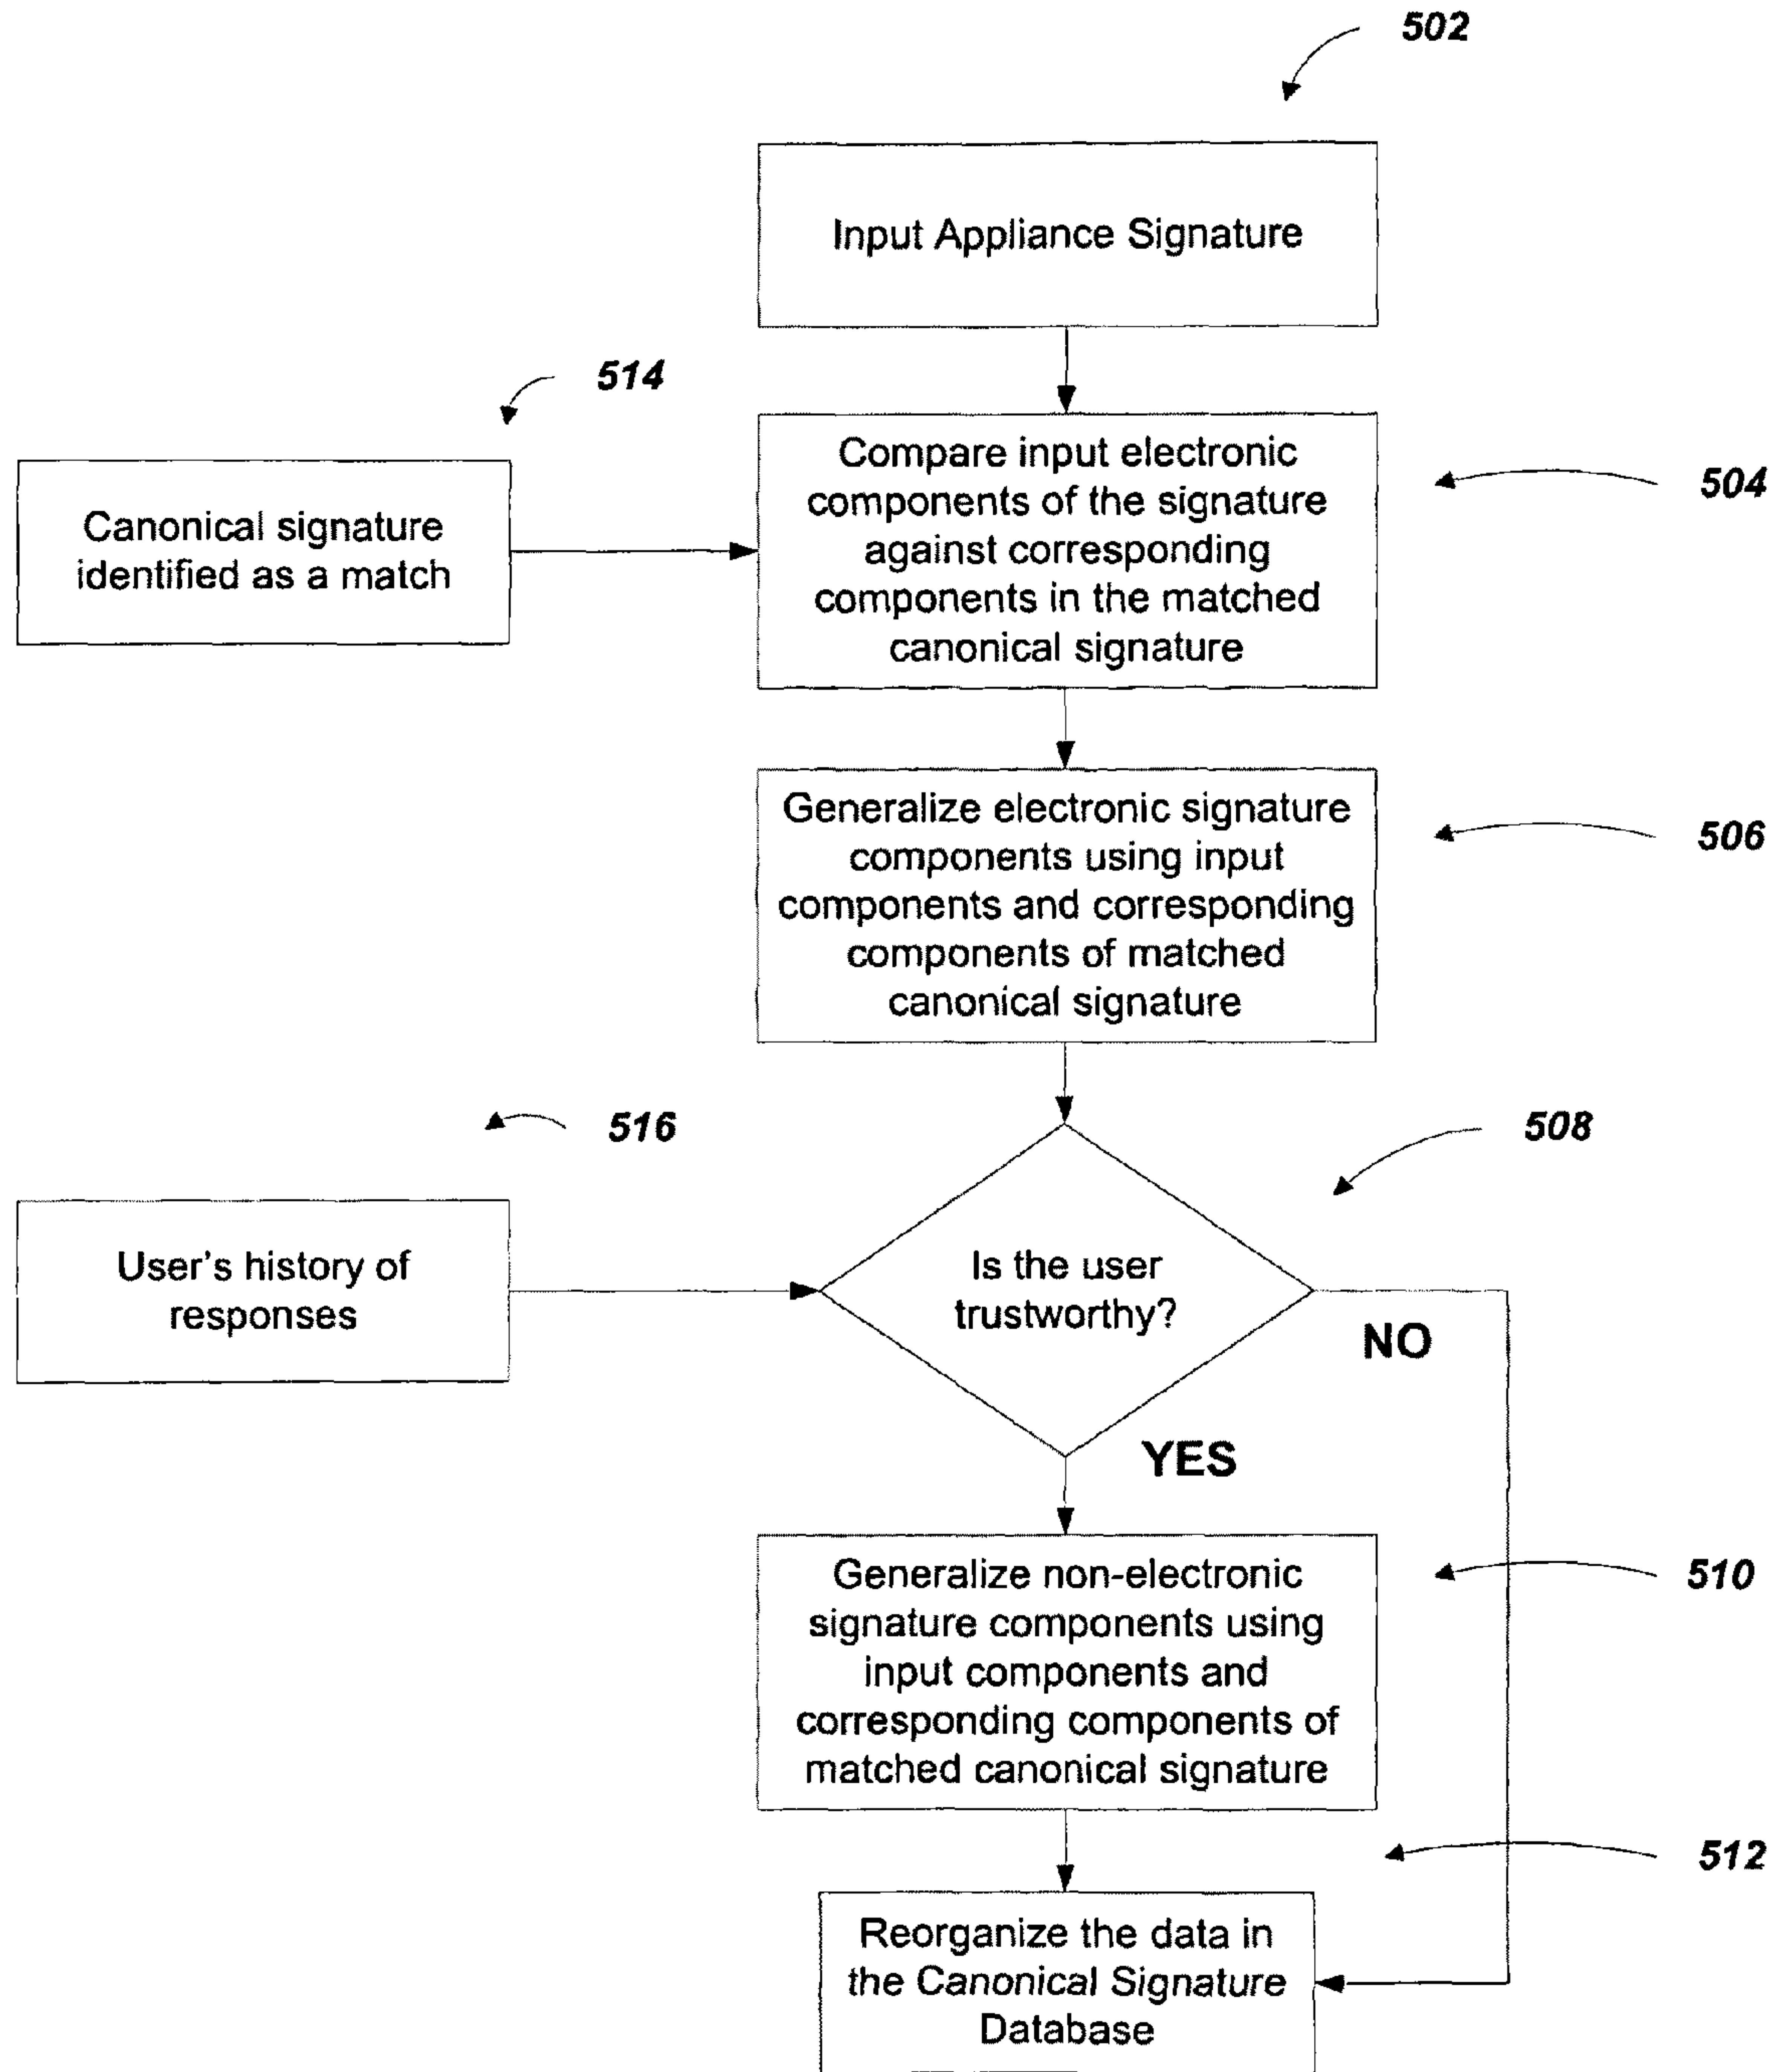 502
Input Appliance Signature
514
Canonical signature
identified as a match
Compare input electronic
components of the signature
against corresponding
components in the matched
canonical signature
504
Generalize electronic signature
components using input
components and corresponding
components of matched
canonical signature
506
516
User's history of
responses
508
Is the user
trustworthy?
NO
YES
Generalize non-electronic
signature components using
input components and
corresponding components of
matched canonical signature
510
512
Reorganize the data in
the Canonical Signature
Database